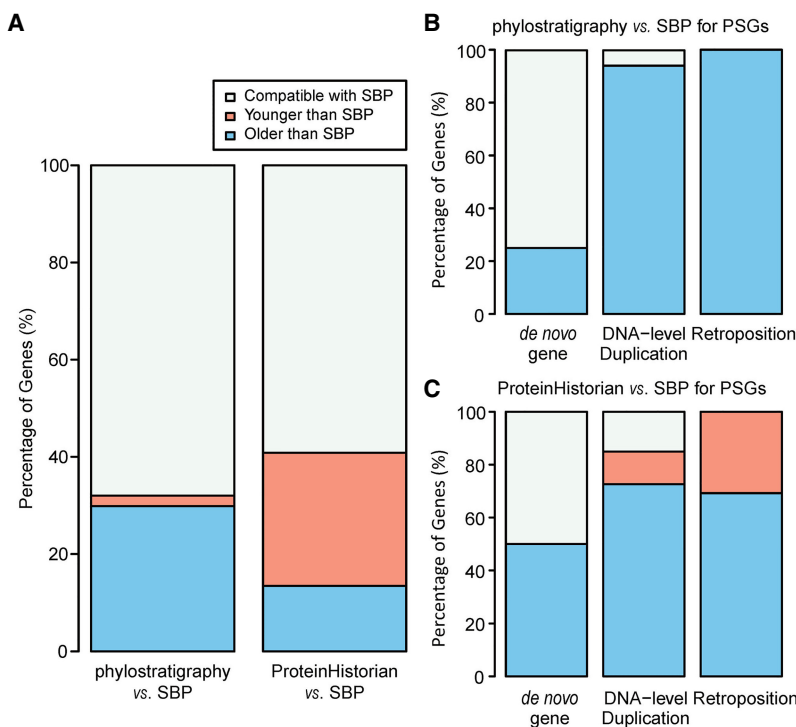 A
Compatible with SBP
Younger than SBP
Older than SBP
Percentage of Genes (%)
100
80
60
40
20
0
phylostratigraphy
vs. SBP
ProteinHistorian
vs. SBP
B
phylostratigraphy vs. SBP for PSGs
Percentage of Genes (%)
100
80
60
40
20
0
de novo
gene
DNA−level
Duplication
Retroposition
C
ProteinHistorian vs. SBP for PSGs
Percentage of Genes (%)
100
80
60
40
20
0
de novo
gene
DNA−level
Duplication
Retroposition